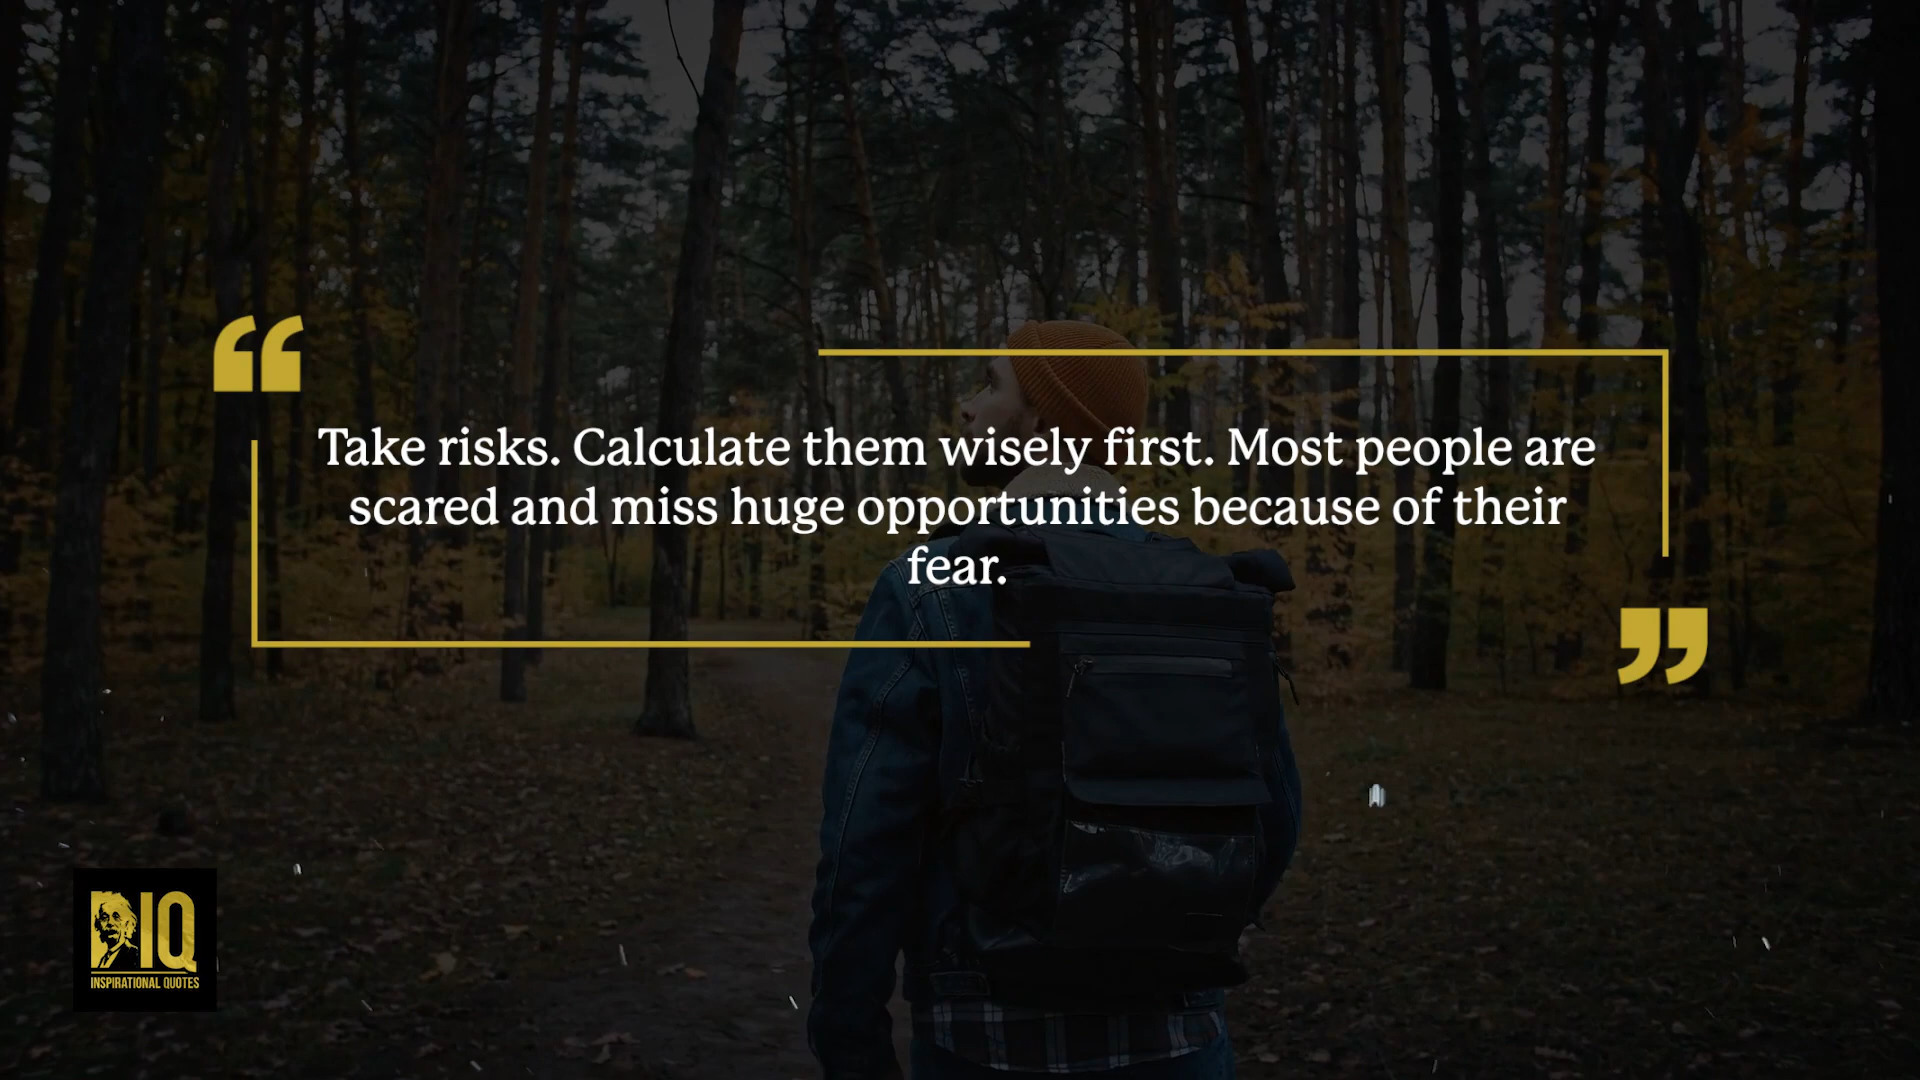 Take risks. Calculate them wisely first. Most people are
scared and miss huge opportunities because of their
fear.
IQ
INSPIRATIONAL QUOTES